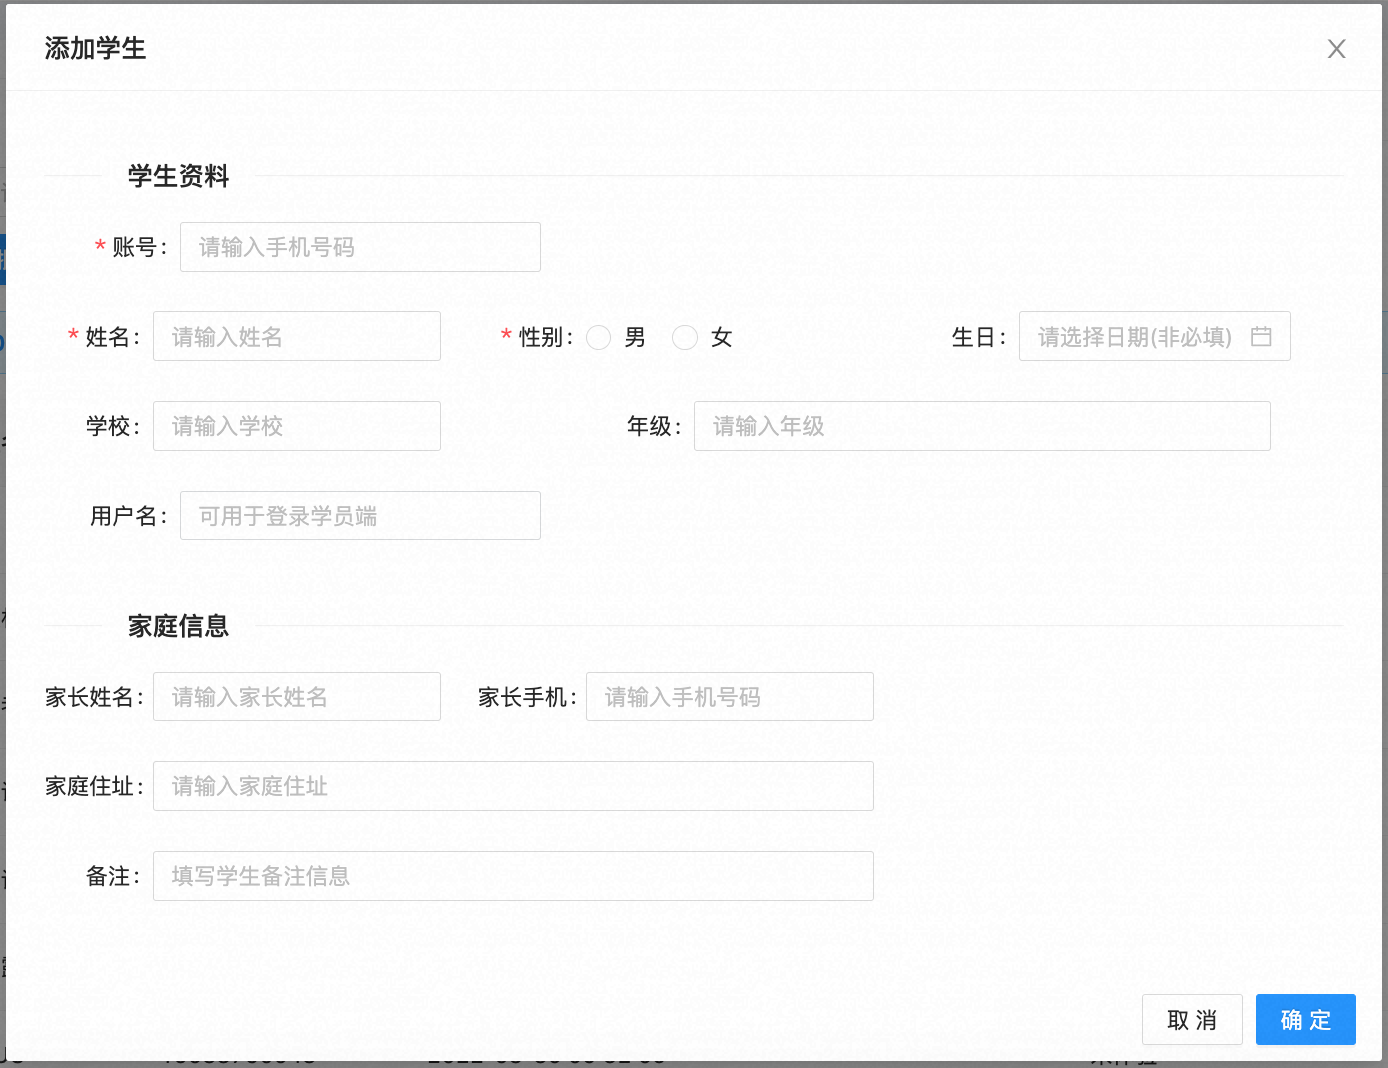 添加学生
学生资料
* 账号: 请输入手机号码
* 姓名: 请输入姓名 * 性别: 男 女 生日: 请选择日期(非必填)
学校: 请输入学校 年级: 请输入年级
用户名: 可用于登录学员端
家庭信息
家长姓名: 请输入家长姓名 家长手机: 请输入手机号码
家庭住址: 请输入家庭住址
备注: 填写学生备注信息
取 消 确 定